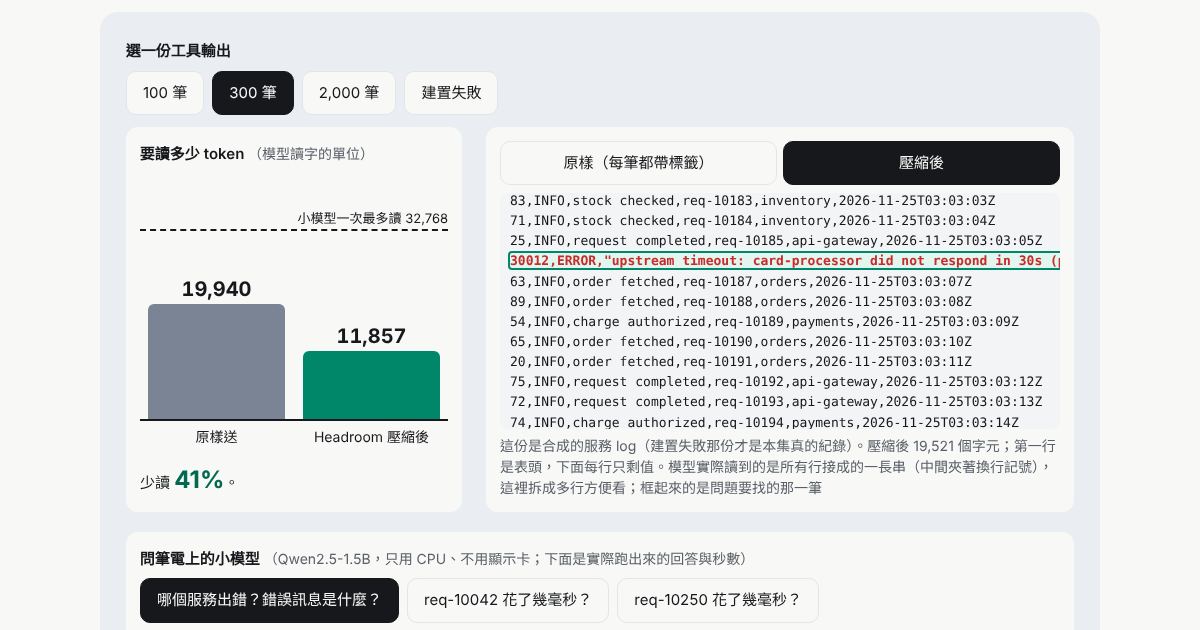 選一份工具輸出
100 筆
300 筆
2,000 筆
建置失敗
要讀多少 token （模型讀字的單位）
小模型一次最多讀 32,768
19,940
11,857
原樣送
Headroom 壓縮後
少讀 41%。
原樣（每筆都帶標籤）
壓縮後
83,INFO,stock checked,req-10183,inventory,2026-11-25T03:03:03Z
71,INFO,stock checked,req-10184,inventory,2026-11-25T03:03:04Z
25,INFO,request completed,req-10185,api-gateway,2026-11-25T03:03:05Z
30012,ERROR,"upstream timeout: card-processor did not respond in 30s (
63,INFO,order fetched,req-10187,orders,2026-11-25T03:03:07Z
89,INFO,order fetched,req-10188,orders,2026-11-25T03:03:08Z
54,INFO,charge authorized,req-10189,payments,2026-11-25T03:03:09Z
65,INFO,order fetched,req-10190,orders,2026-11-25T03:03:10Z
20,INFO,order fetched,req-10191,orders,2026-11-25T03:03:11Z
75,INFO,request completed,req-10192,api-gateway,2026-11-25T03:03:12Z
72,INFO,request completed,req-10193,api-gateway,2026-11-25T03:03:13Z
74,INFO,charge authorized,req-10194,payments,2026-11-25T03:03:14Z
這份是合成的服務 log（建置失敗那份才是本集真的紀錄）。壓縮後 19,521 個字元；第一行
是表頭，下面每行只剩值。模型實際讀到的是所有行接成的一長串（中間夾著換行記號），
這裡拆成多行方便看；框起來的是問題要找的那一筆
問筆電上的小模型 （Qwen2.5-1.5B，只用 CPU、不用顯示卡；下面是實際跑出來的回答與秒數）
哪個服務出錯？錯誤訊息是什麼？
req-10042 花了幾毫秒？
req-10250 花了幾毫秒？